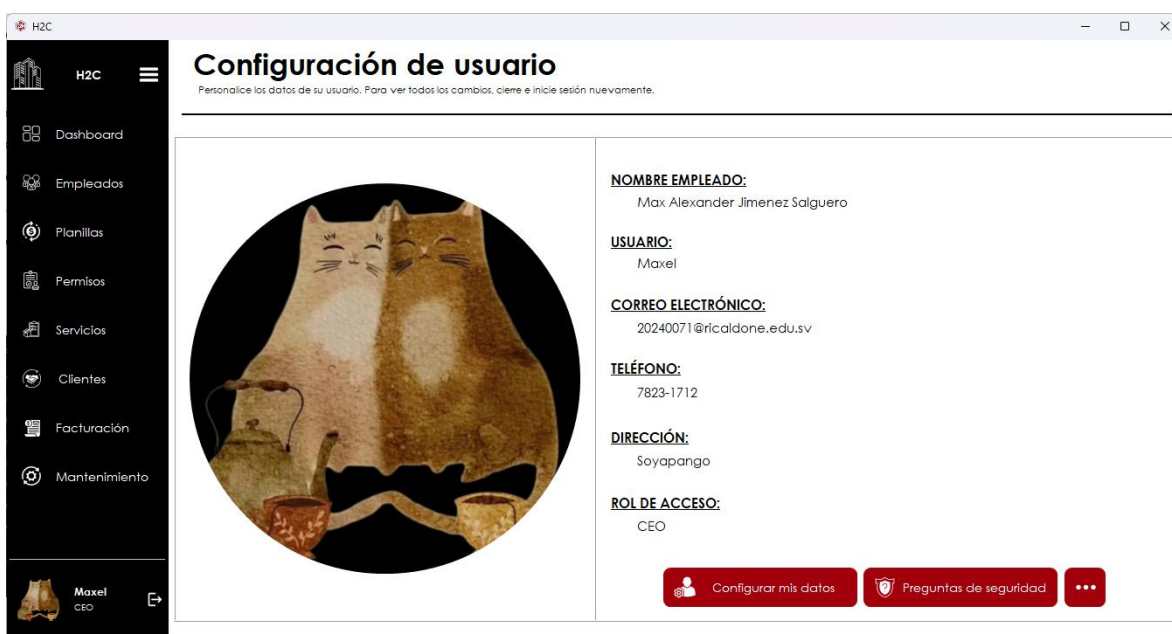 H2C
H2C
Configuración de usuario
Personalice los datos de su usuario. Para ver todos los cambios, cierre e inicie sesión nuevamente.
Dashboard
Empleados
Planillas
Permisos
Servicios
Clientes
Facturación
Mantenimiento
Maxel
CEO
NOMBRE EMPLEADO:
Max Alexander Jimenez Salguero
USUARIO:
Maxel
CORREO ELECTRÓNICO:
20240071@ricaldone.edu.sv
TELÉFONO:
7823-1712
DIRECCIÓN:
Soyapango
ROL DE ACCESO:
CEO
Configurar mis datos
Preguntas de seguridad